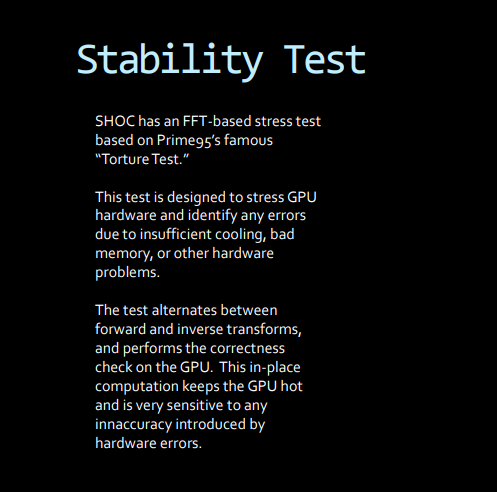 Stability Test
SHOC has an FFT-based stress test
based on Prime95’s famous
“Torture Test.”
This test is designed to stress GPU
hardware and identify any errors
due to insufficient cooling, bad
memory, or other hardware
problems.
The test alternates between
forward and inverse transforms,
and performs the correctness
check on the GPU. This in-place
computation keeps the GPU hot
and is very sensitive to any
innaccuracy introduced by
hardware errors.